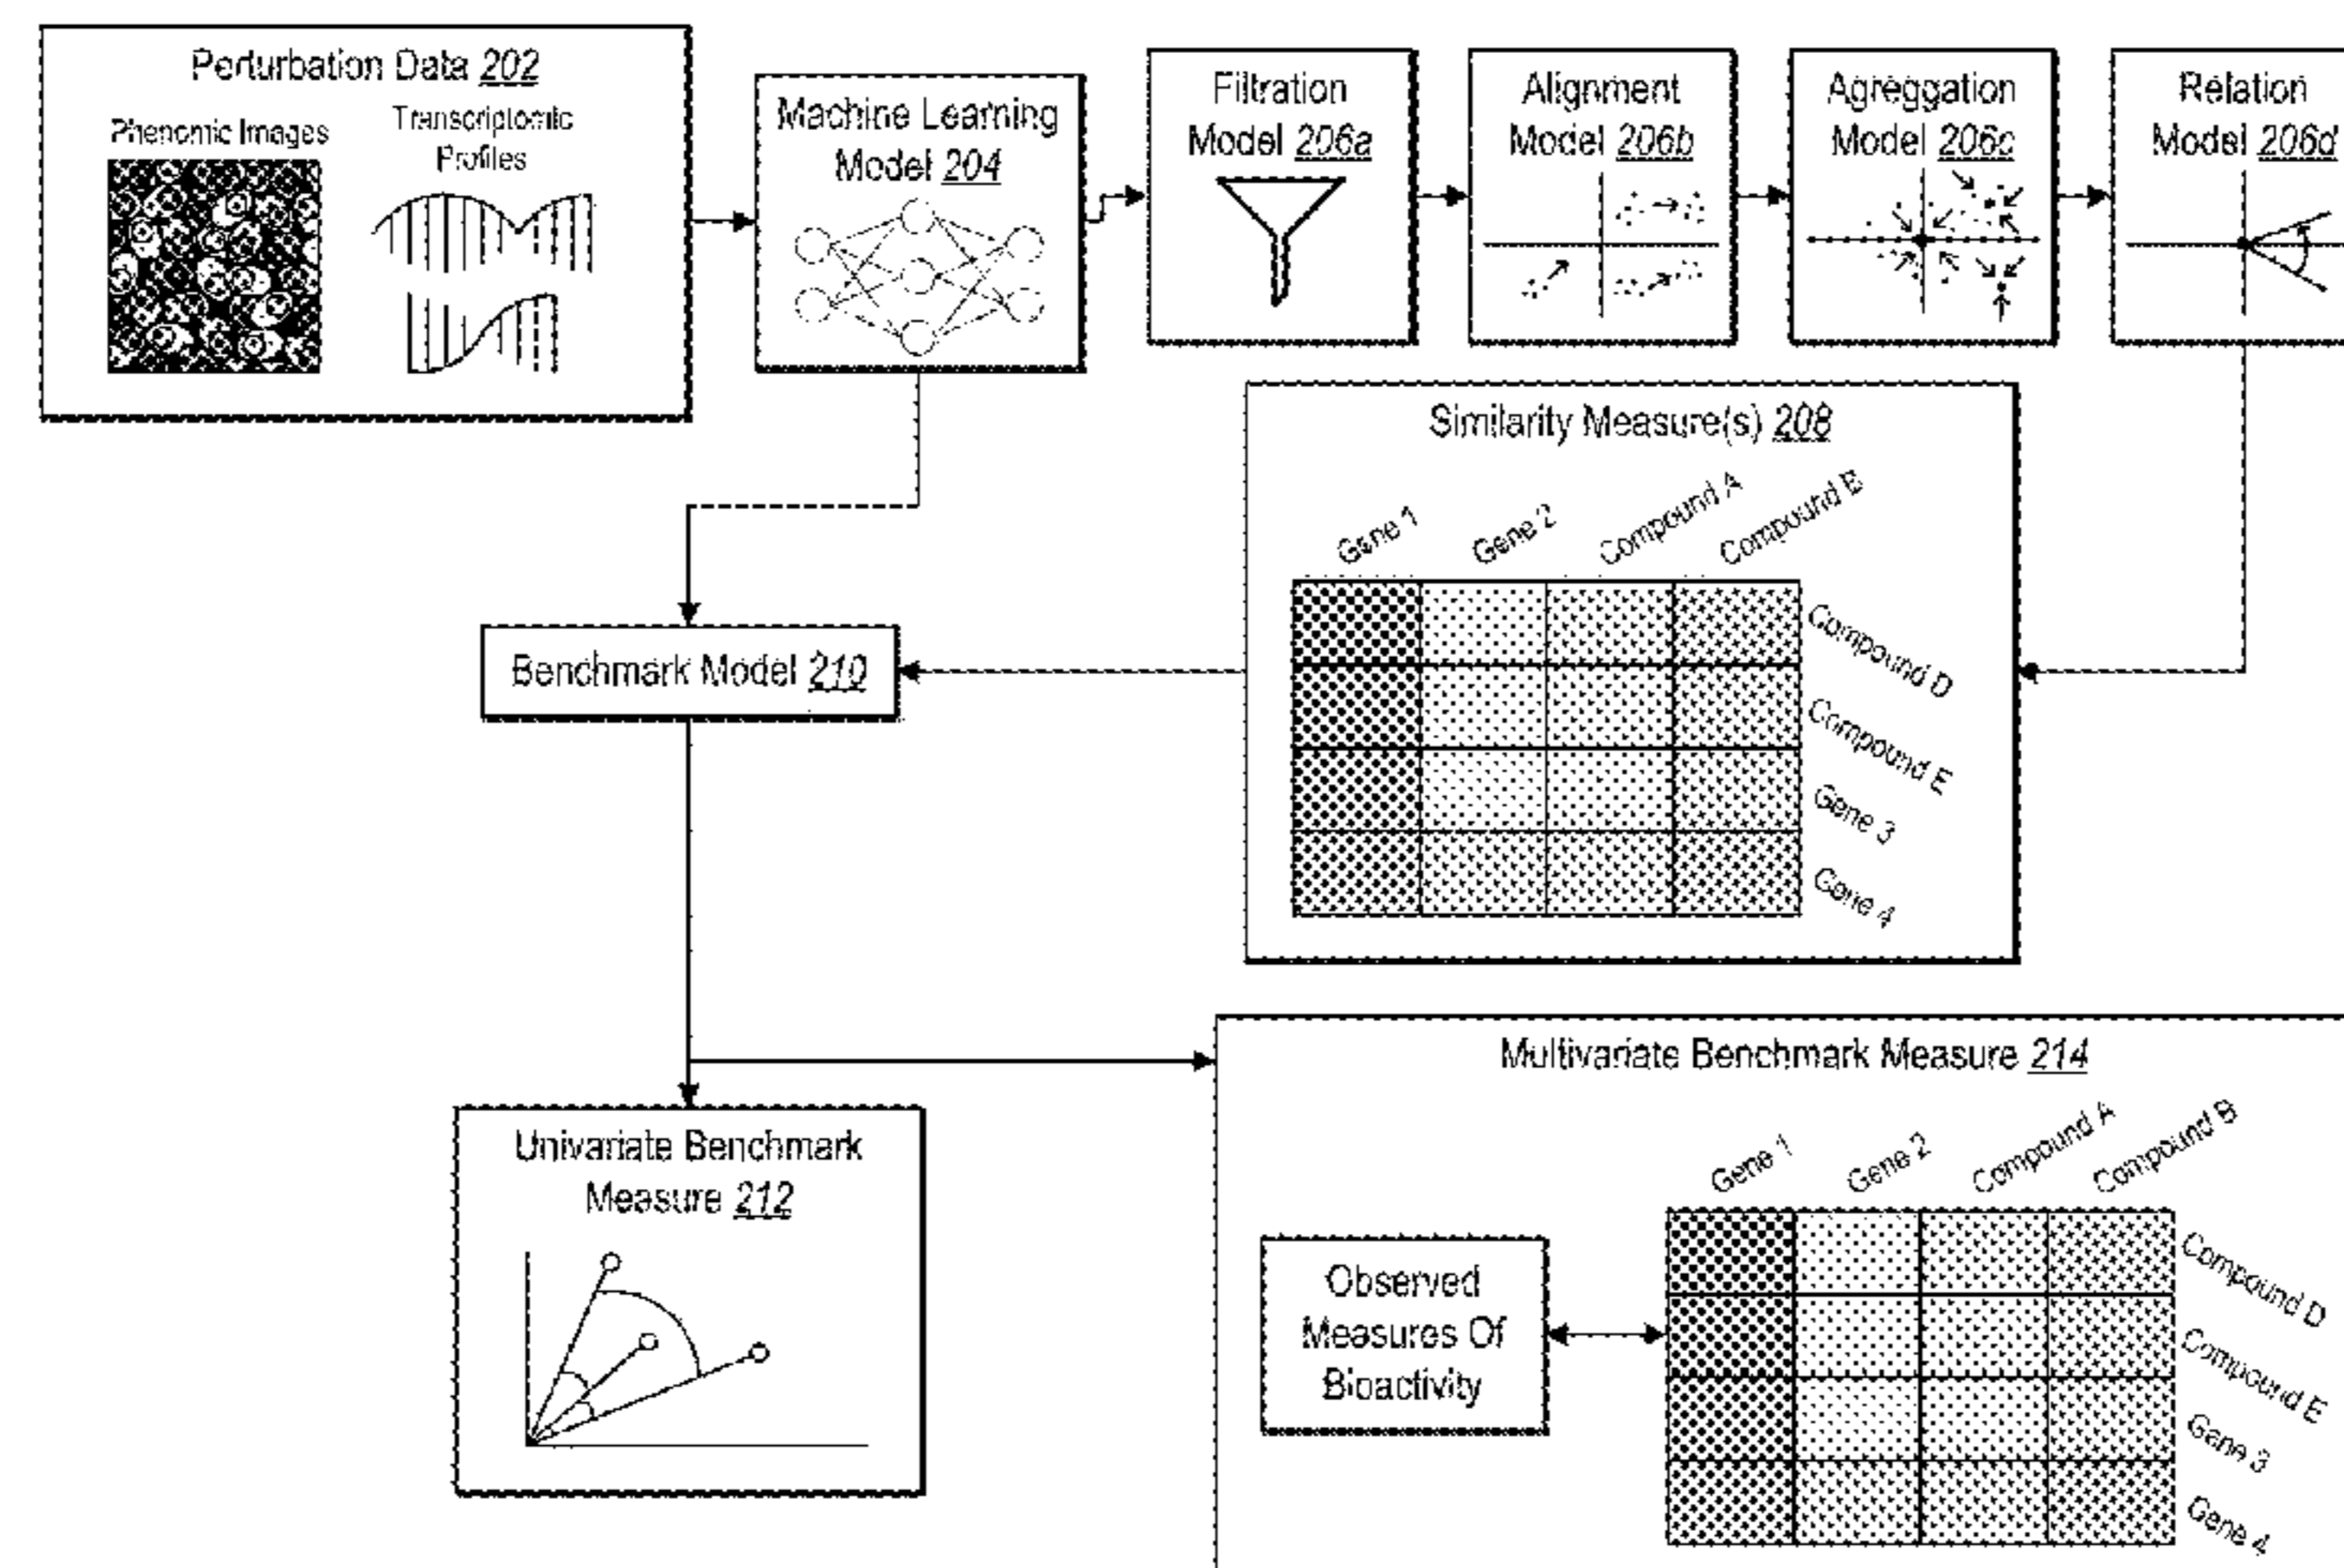 Perturbation Data 202
Phenomic Images
Transcriptomic
Profiles
Machine Learning
Model 204
Filtration
Model 206a
Alignment
Model 206b
Agreggation
Model 206c
Relation
Model 206d
Similarity Measure(s) 208
Gene 1
Gene 2
Compound A
Compound B
Compound D
Compound E
Gene 3
Gene 4
Benchmark Model 210
Univariate Benchmark
Measure 212
Multivariate Benchmark Measure 214
Observed
Measures Of
Bioactivity
Gene 1
Gene 2
Compound A
Compound B
Compound D
Compound E
Gene 3
Gene 4